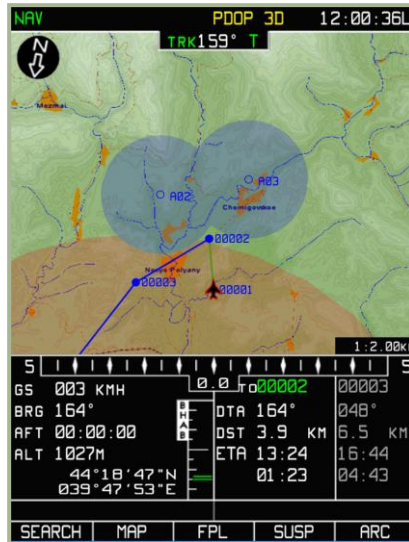 NAV PDOP 3D 12:00:36L
TRK159° T
N
Mezmai
A02
A03
Chernigovskoe
00002
Novye Polyany
00003
00001
1:2.00KM
5 0.0 TO 00002 00003
GS 003 KMH
BRG 164° DTA 164° 048°
AFT 00:00:00 DST 3.9 KM 6.5 KM
ALT 1027M ETA 13:24 16:44
44°18'47"N 01:23 04:43
039°47'53"E
SEARCH MAP FPL SUSP ARC